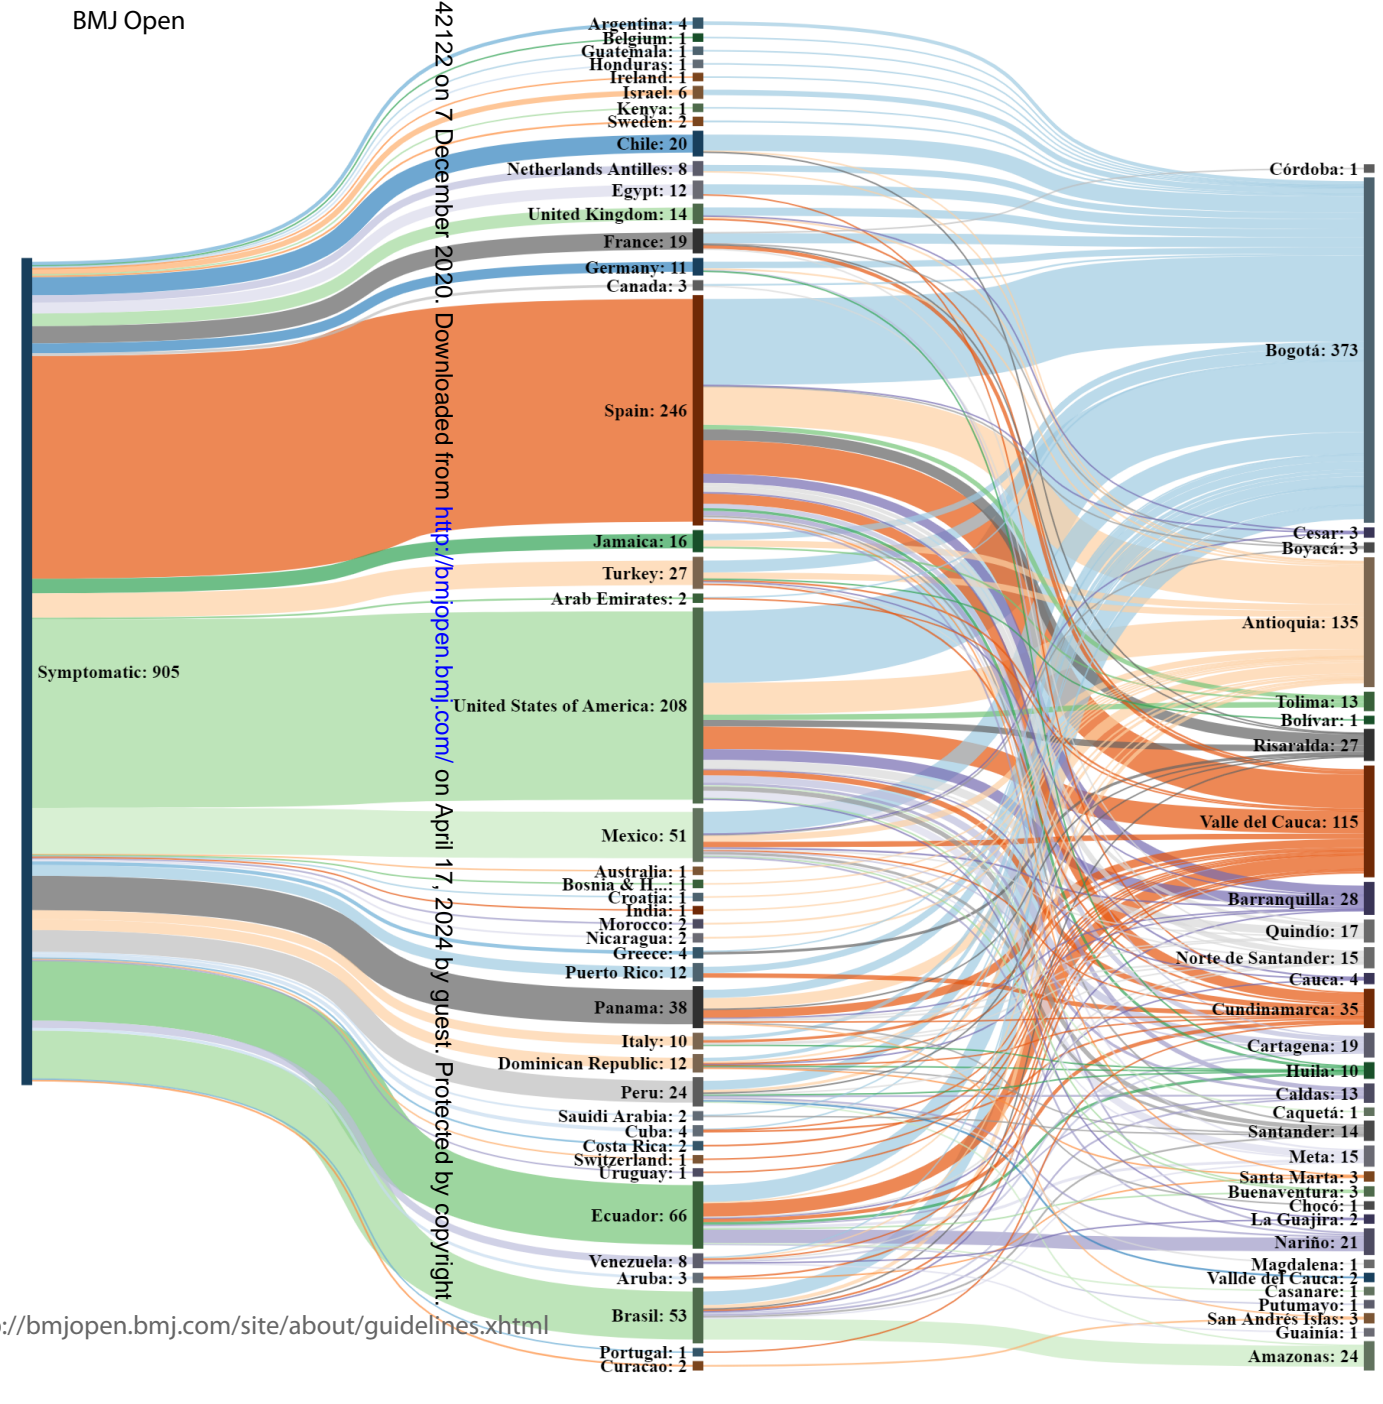 BMJ Open
42122 on 7 December 2020. Downloaded from http://bmjopen.bmj.com/ on April 17, 2024 by guest. Protected by copyright.
Symptomatic: 905
Argentina: 4
Belgium: 1
Guatemala: 1
Honduras: 1
Ireland: 1
Israel: 6
Kenya: 1
Sweden: 2
Chile: 20
Netherlands Antilles: 8
Egypt: 12
United Kingdom: 14
France: 19
Germany: 11
Canada: 3
Spain: 246
Jamaica: 16
Turkey: 27
Arab Emirates: 2
United States of America: 208
Mexico: 51
Australia: 1
Bosnia & H...: 1
Croatia: 1
India: 1
Morocco: 2
Nicaragua: 2
Greece: 4
Puerto Rico: 12
Panama: 38
Italy: 10
Dominican Republic: 12
Peru: 24
Sauidi Arabia: 2
Cuba: 4
Costa Rica: 2
Switzerland: 1
Uruguay: 1
Ecuador: 66
Venezuela: 8
Aruba: 3
Brasil: 53
Portugal: 1
Curacao: 2
Córdoba: 1
Bogotá: 373
Cesar: 3
Boyacá: 3
Antioquia: 135
Tolima: 13
Bolívar: 1
Risaralda: 27
Valle del Cauca: 115
Barranquilla: 28
Quindío: 17
Norte de Santander: 15
Cauca: 4
Cundinamarca: 35
Cartagena: 19
Huila: 10
Caldas: 13
Caquetá: 1
Santander: 14
Meta: 15
Santa Marta: 3
Buenaventura: 3
Chocó: 1
La Guajira: 2
Nariño: 21
Magdalena: 1
Vallde del Cauca: 2
Casanare: 1
Putumayo: 1
San Andrés Islas: 3
Guainía: 1
Amazonas: 24
://bmjopen.bmj.com/site/about/guidelines.xhtml